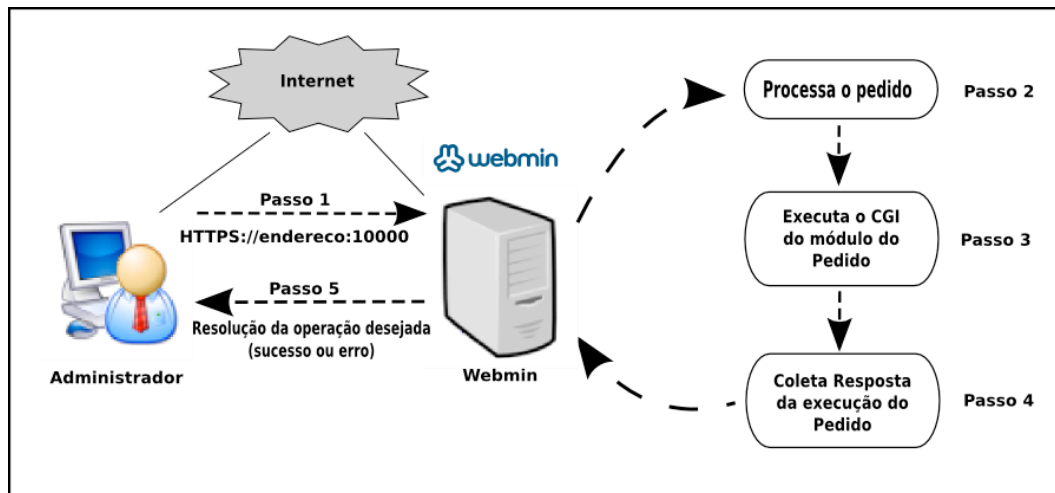 Internet
webmin
Passo 1
HTTPS://endereco:10000
Passo 5
Resolução da operação desejada
(sucesso ou erro)
Administrador
Webmin
Processa o pedido
Passo 2
Executa o CGI
do módulo do
Pedido
Passo 3
Coleta Resposta
da execução do
Pedido
Passo 4